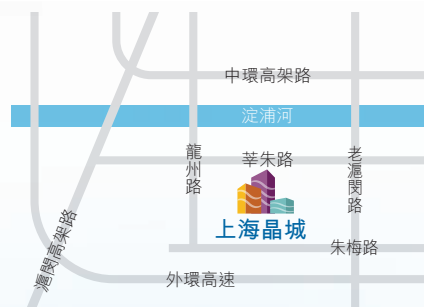 中環高架路
淀浦河
龍州路
莘朱路
老滬閔路
上海晶城
朱梅路
滬閔高架路
外環高速